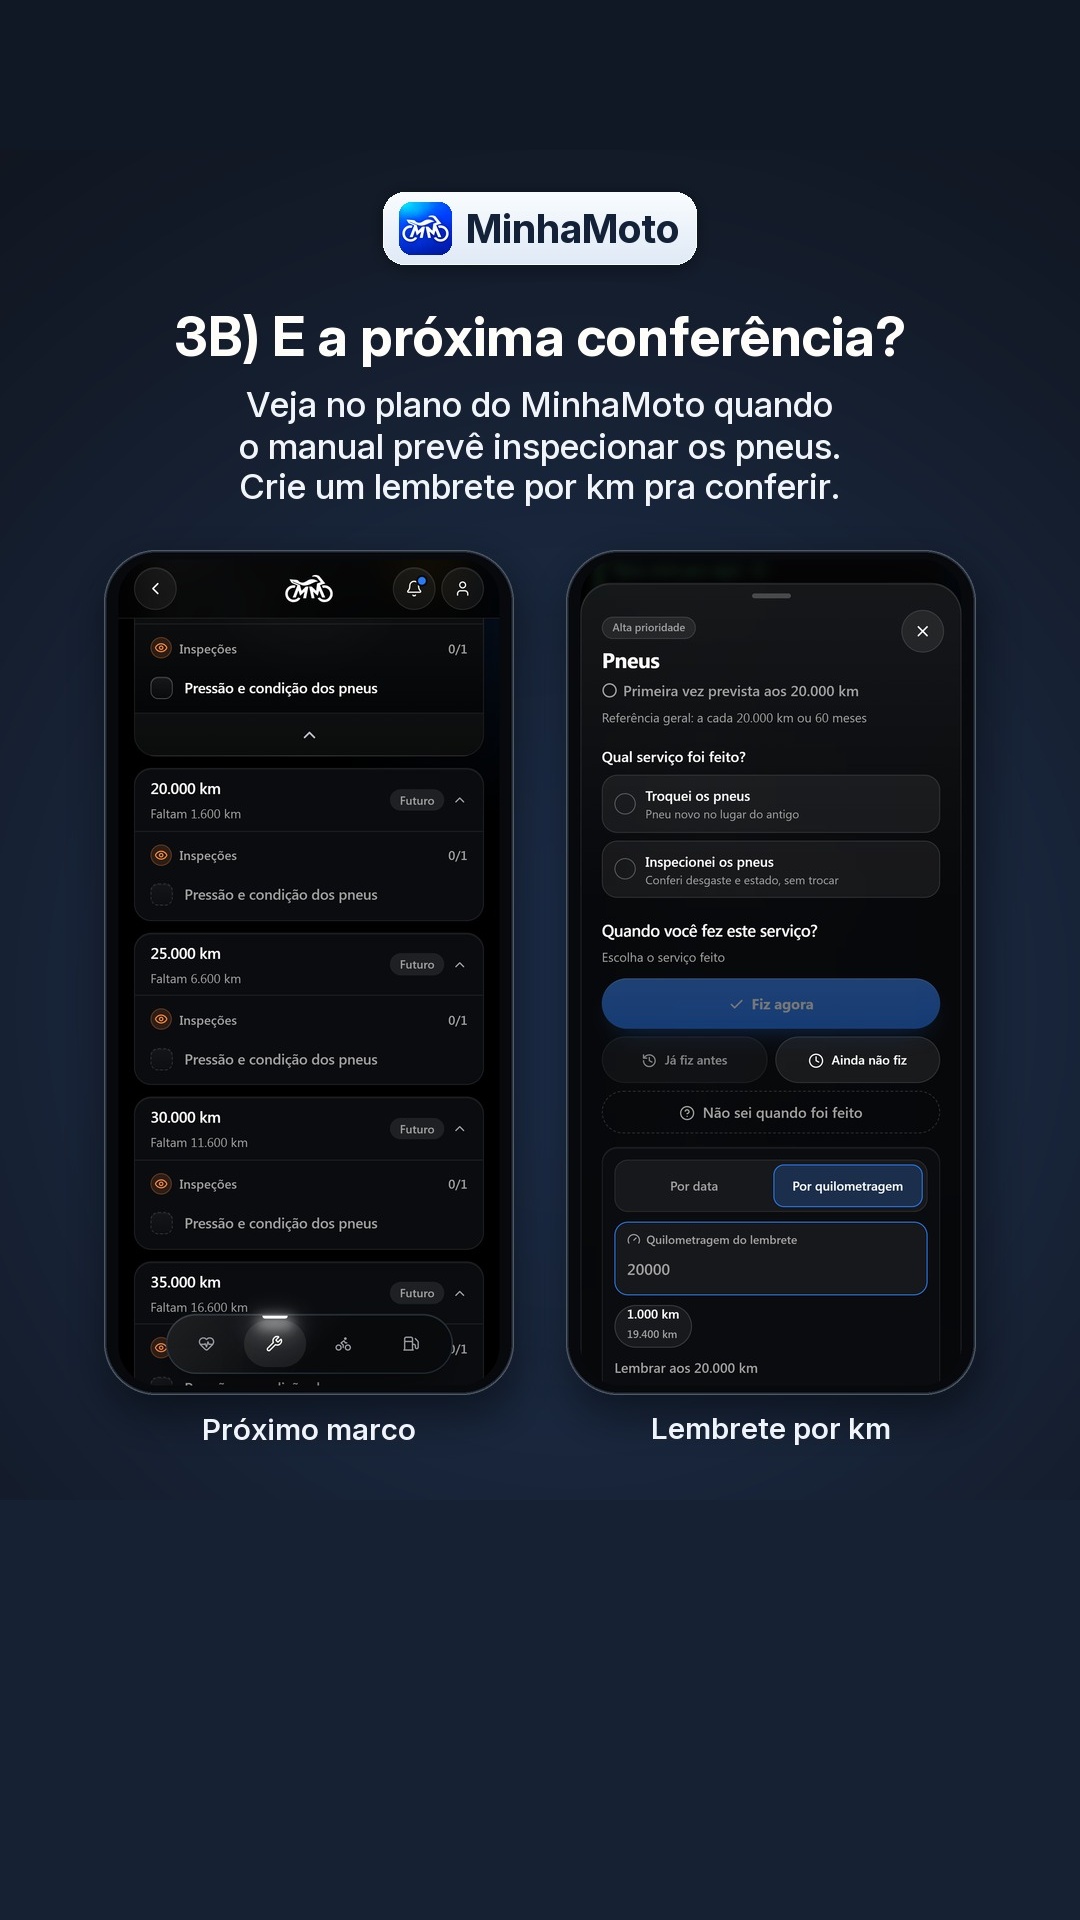 MinhaMoto
3B) E a próxima conferência?
Veja no plano do MinhaMoto quando
o manual prevê inspecionar os pneus.
Crie um lembrete por km pra conferir.
Inspeções 0/1
Pressão e condição dos pneus
20.000 km
Faltam 1.600 km
Futuro
Inspeções 0/1
Pressão e condição dos pneus
25.000 km
Faltam 6.600 km
Futuro
Inspeções 0/1
Pressão e condição dos pneus
30.000 km
Faltam 11.600 km
Futuro
Inspeções 0/1
Pressão e condição dos pneus
35.000 km
Faltam 16.600 km
Futuro
Próximo marco
Alta prioridade
Pneus
Primeira vez prevista aos 20.000 km
Referência geral: a cada 20.000 km ou 60 meses
Qual serviço foi feito?
Troquei os pneus
Pneu novo no lugar do antigo
Inspecionei os pneus
Conferi desgaste e estado, sem trocar
Quando você fez este serviço?
Escolha o serviço feito
Fiz agora
Já fiz antes
Ainda não fiz
Não sei quando foi feito
Por data
Por quilometragem
Quilometragem do lembrete
20000
1.000 km
19.400 km
Lembrar aos 20.000 km
Lembrete por km